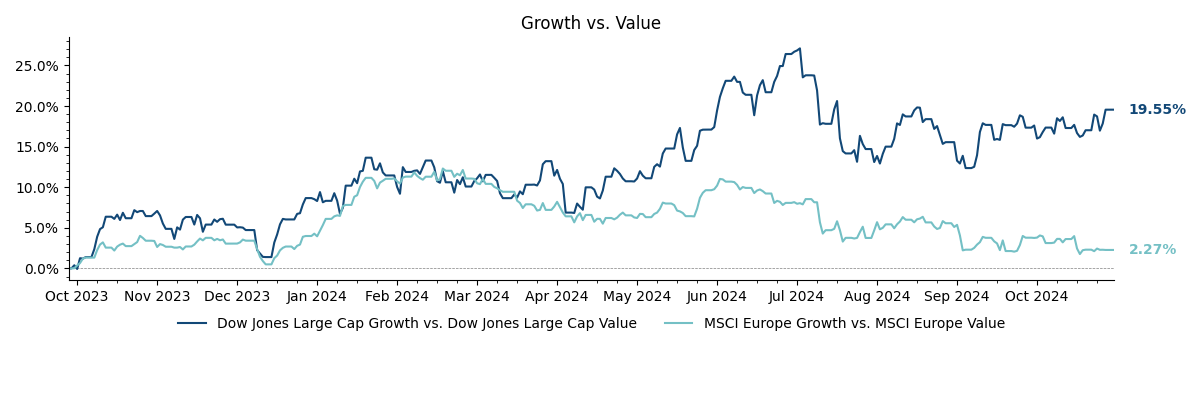 Growth vs. Value
25.0%
20.0%
15.0%
10.0%
5.0%
0.0%
19.55%
2.27%
Oct 2023 Nov 2023 Dec 2023 Jan 2024 Feb 2024 Mar 2024 Apr 2024 May 2024 Jun 2024 Jul 2024 Aug 2024 Sep 2024 Oct 2024
Dow Jones Large Cap Growth vs. Dow Jones Large Cap Value MSCI Europe Growth vs. MSCI Europe Value